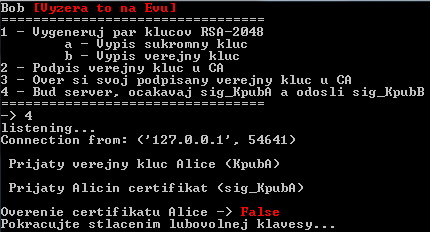 Bob [Vyzera to na Evu]
=================================
1 - Vygeneruj par klucov RSA-2048
a - Vypis sukromny kluc
b - Vypis verejny kluc
2 - Podpis verejny kluc u CA
3 - Over si svoj podpisany verejny kluc u CA
4 - Bud server, ocakavaj sig_KpubA a odosli sig_KpubB
=================================
-> 4
listening...
Connection from: ('127.0.0.1', 54641)
Prijaty verejny kluc Alice (KpubA)
Prijaty Alicin certifikat (sig_KpubA)
Overenie certifikatu Alice -> False
Pokracujte stlacenim lubovolnej klavesy...